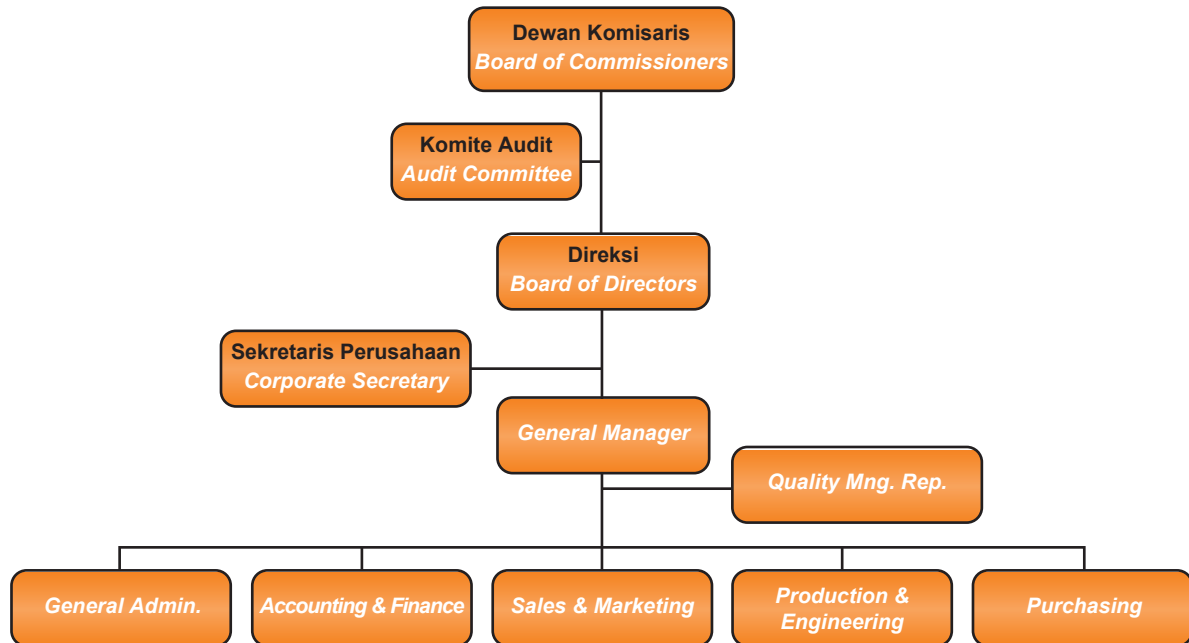 Dewan Komisaris
Board of Commissioners
Komite Audit
Audit Committee
Direksi
Board of Directors
Sekretaris Perusahaan
Corporate Secretary
General Manager
Quality Mng. Rep.
General Admin.
Accounting & Finance
Sales & Marketing
Production &
Engineering
Purchasing